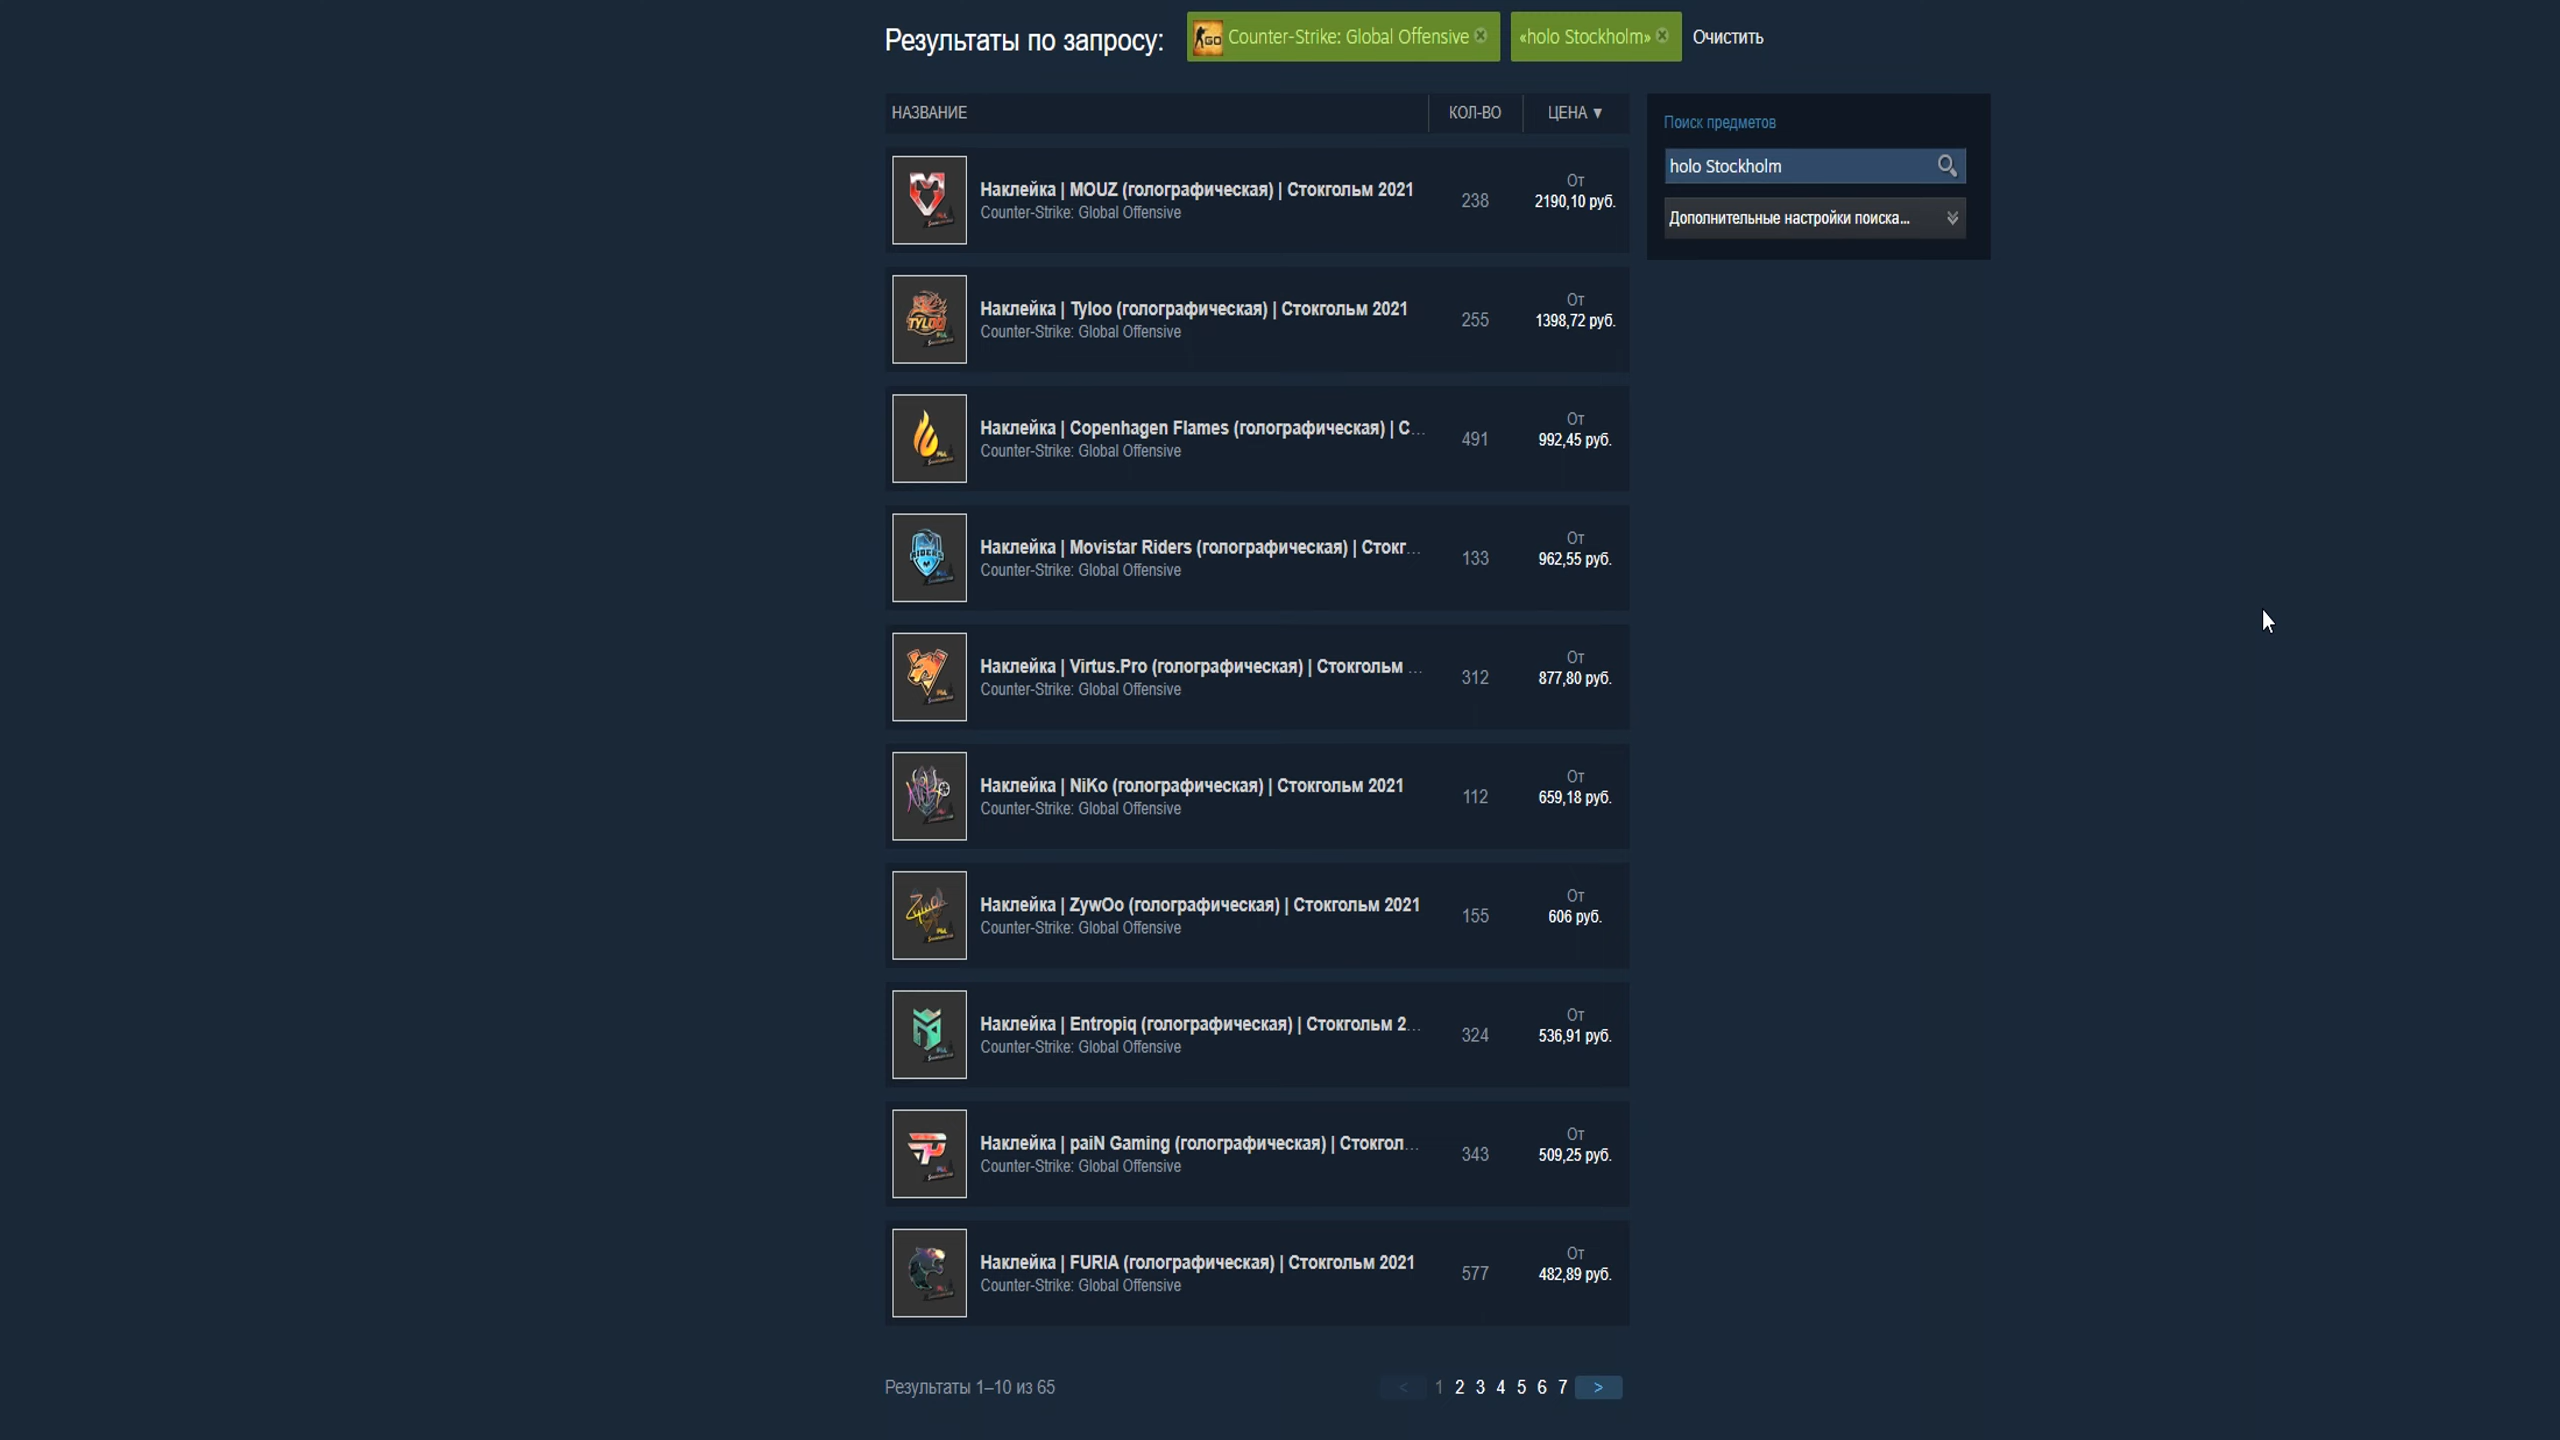 Результаты по запросу: Counter-Strike: Global Offensive «holo Stockholm» Очистить
НАЗВАНИЕ КОЛ-ВО ЦЕНА ▼
Поиск предметов
holo Stockholm
Дополнительные настройки поиска...
Наклейка | MOUZ (голографическая) | Стокгольм 2021
Counter-Strike: Global Offensive
238
От
2190,10 руб.
TYLOO
Наклейка | Tyloo (голографическая) | Стокгольм 2021
Counter-Strike: Global Offensive
255
От
1398,72 руб.
Наклейка | Copenhagen Flames (голографическая) | С...
Counter-Strike: Global Offensive
491
От
992,45 руб.
RIDERS
Наклейка | Movistar Riders (голографическая) | Стокг...
Counter-Strike: Global Offensive
133
От
962,55 руб.
Наклейка | Virtus.Pro (голографическая) | Стокгольм ...
Counter-Strike: Global Offensive
312
От
877,80 руб.
Наклейка | NiKo (голографическая) | Стокгольм 2021
Counter-Strike: Global Offensive
112
От
659,18 руб.
Наклейка | ZywOo (голографическая) | Стокгольм 2021
Counter-Strike: Global Offensive
155
От
606 руб.
Наклейка | Entropiq (голографическая) | Стокгольм 2...
Counter-Strike: Global Offensive
324
От
536,91 руб.
Наклейка | paiN Gaming (голографическая) | Стокгол...
Counter-Strike: Global Offensive
343
От
509,25 руб.
Наклейка | FURIA (голографическая) | Стокгольм 2021
Counter-Strike: Global Offensive
577
От
482,89 руб.
Результаты 1–10 из 65
< 1 2 3 4 5 6 7 >